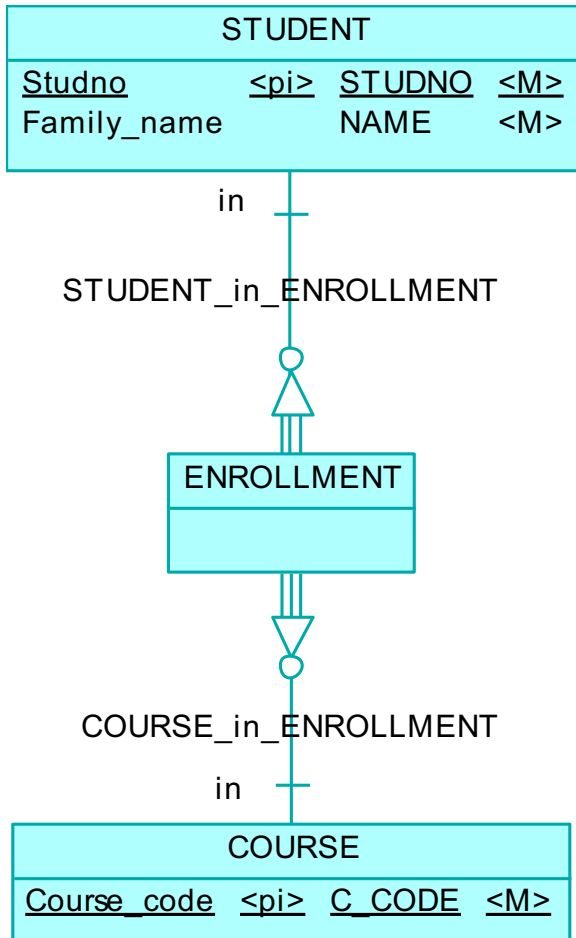 STUDENT
Studno <pi> STUDNO <M>
Family_name NAME <M>
in
STUDENT_in_ENROLLMENT
ENROLLMENT
COURSE_in_ENROLLMENT
in
COURSE
Course_code <pi> C_CODE <M>